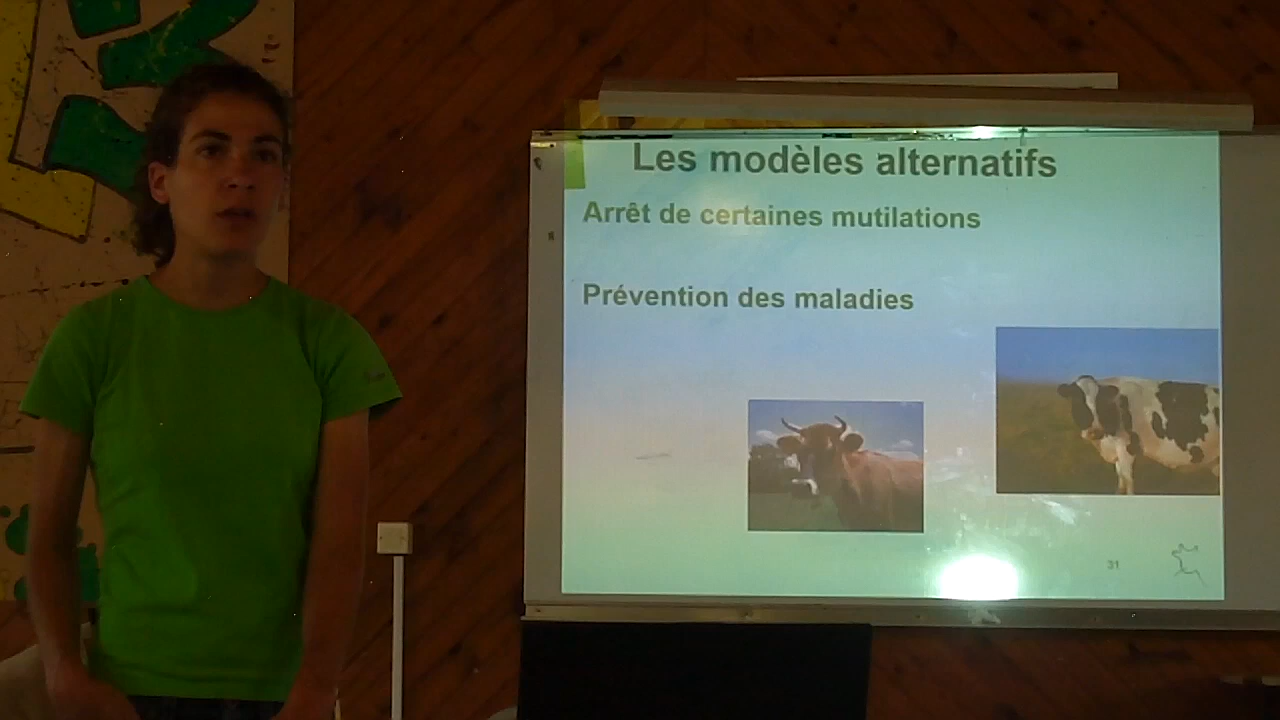 Les modèles alternatifs
Arrêt de certaines mutilations
Prévention des maladies
31